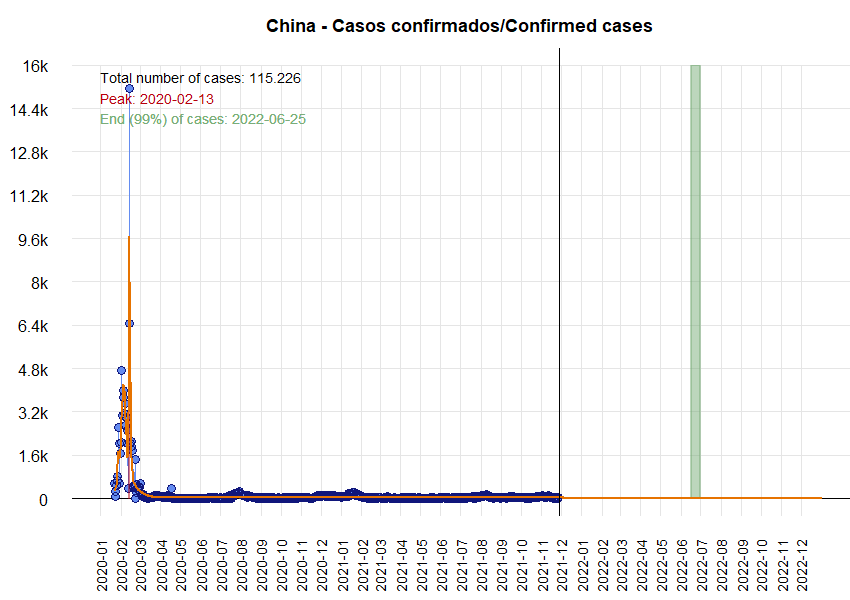 China - Casos confirmados/Confirmed cases
16k
14.4k
12.8k
11.2k
9.6k
8k
6.4k
4.8k
3.2k
1.6k
0
Total number of cases: 115.226
Peak: 2020-02-13
End (99%) of cases: 2022-06-25
2020-01
2020-02
2020-03
2020-04
2020-05
2020-06
2020-07
2020-08
2020-09
2020-10
2020-11
2020-12
2021-01
2021-02
2021-03
2021-04
2021-05
2021-06
2021-07
2021-08
2021-09
2021-10
2021-11
2021-12
2022-01
2022-02
2022-03
2022-04
2022-05
2022-06
2022-07
2022-08
2022-09
2022-10
2022-11
2022-12